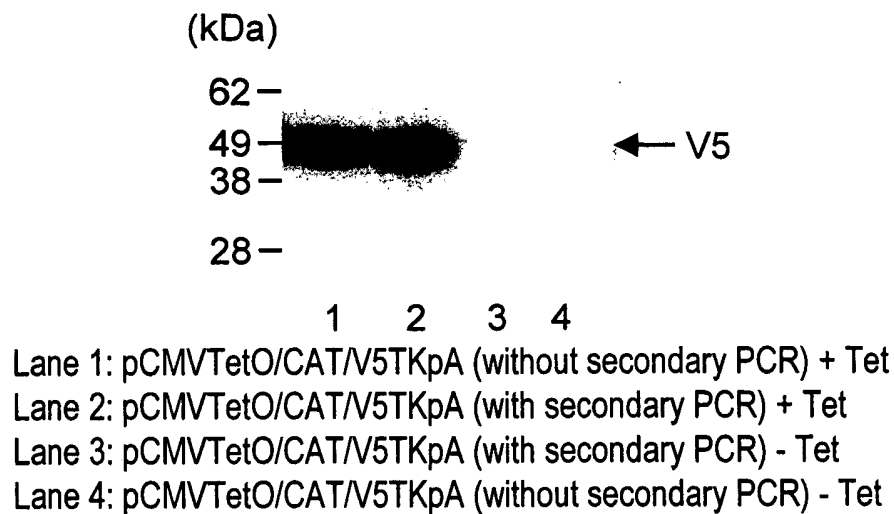 (kDa)
62
49
V5
38
28
1 2 3 4
Lane 1: pCMVTetO/CAT/V5TKpA (without secondary PCR) + Tet
Lane 2: pCMVTetO/CAT/V5TKpA (with secondary PCR) + Tet
Lane 3: pCMVTetO/CAT/V5TKpA (with secondary PCR) - Tet
Lane 4: pCMVTetO/CAT/V5TKpA (without secondary PCR) - Tet